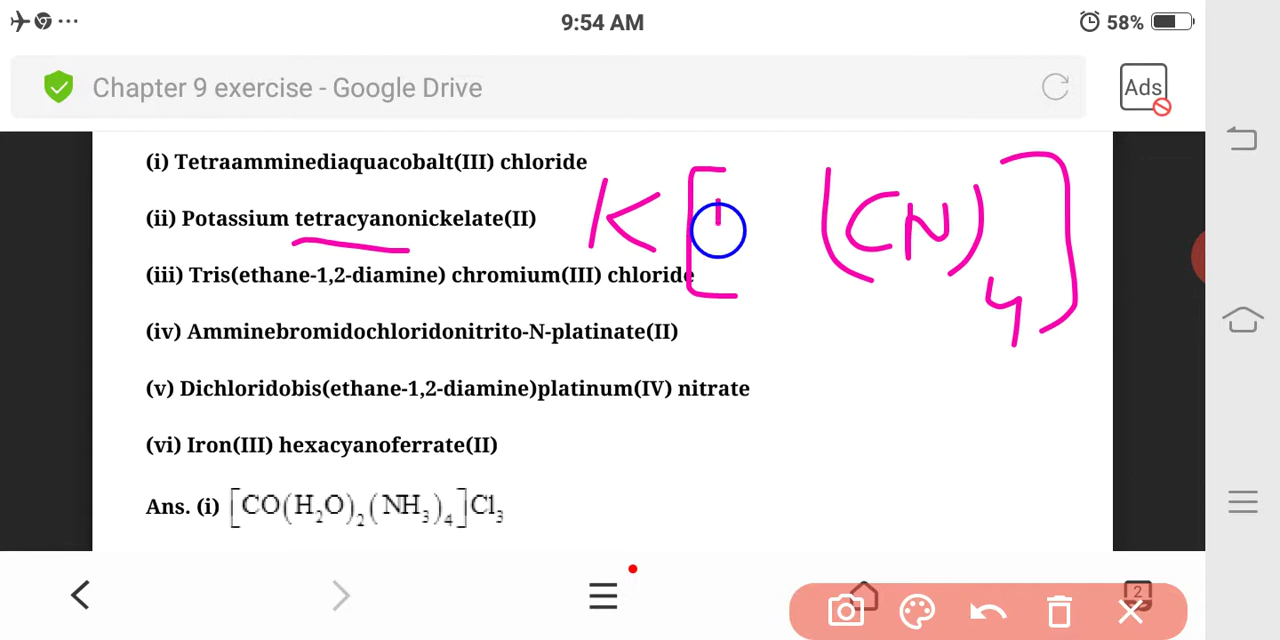 9:54 AM
58%
Chapter 9 exercise - Google Drive
Ads
(i) Tetraamminediaquacobalt(III) chloride
(ii) Potassium tetracyanonickelate(II)
K[ (CN)4]
(iii) Tris(ethane-1,2-diamine) chromium(III) chloride
(iv) Amminebromidochloridonitrito-N-platinate(II)
(v) Dichloridobis(ethane-1,2-diamine)platinum(IV) nitrate
(vi) Iron(III) hexacyanoferrate(II)
Ans. (i) [CO(H₂O)₂(NH₃)₄]Cl₃
2